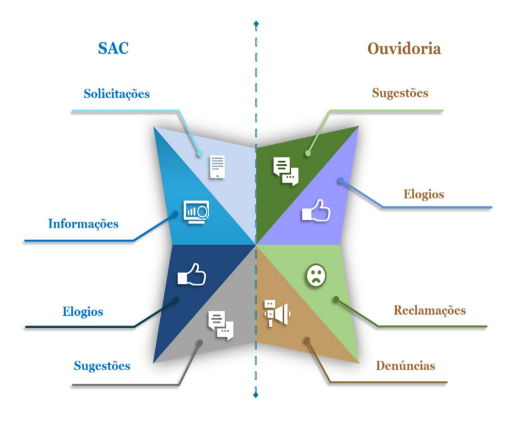 SAC
Ouvidoria
Solicitações
Sugestões
Informações
Elogios
Elogios
Reclamações
Sugestões
Denúncias